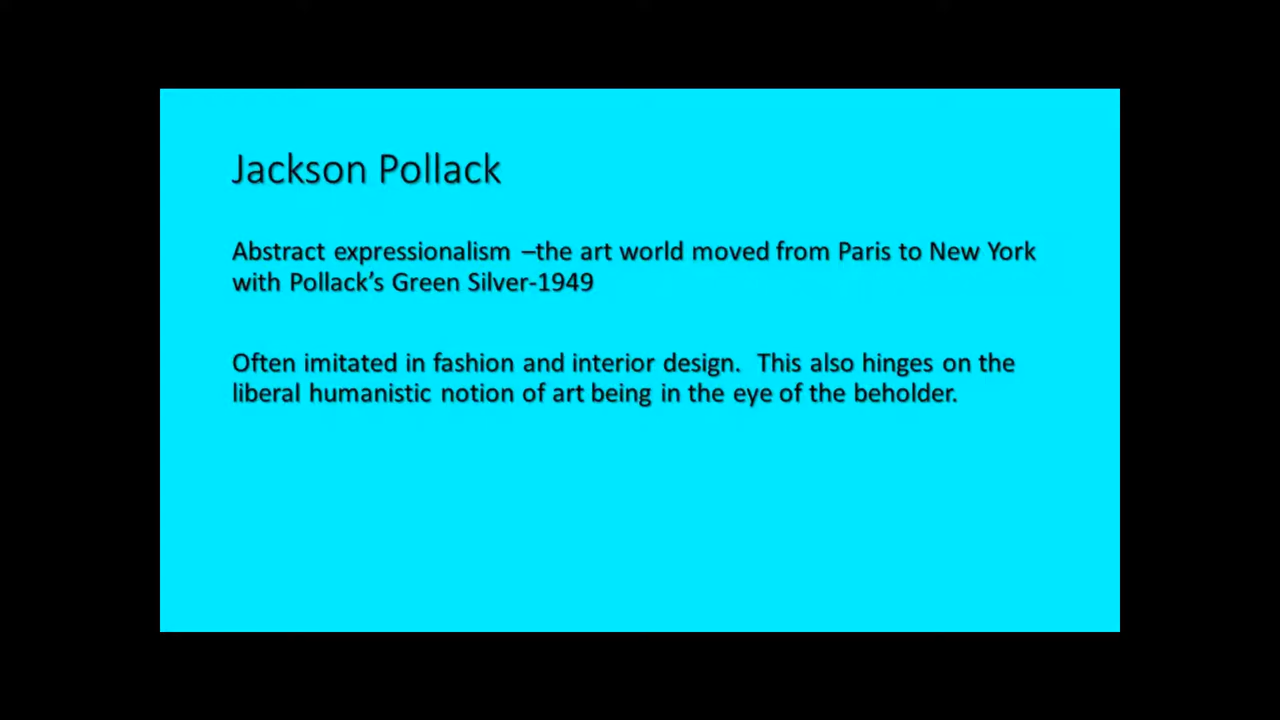 Jackson Pollack
Abstract expressionalism –the art world moved from Paris to New York
with Pollack’s Green Silver-1949
Often imitated in fashion and interior design.  This also hinges on the
liberal humanistic notion of art being in the eye of the beholder.